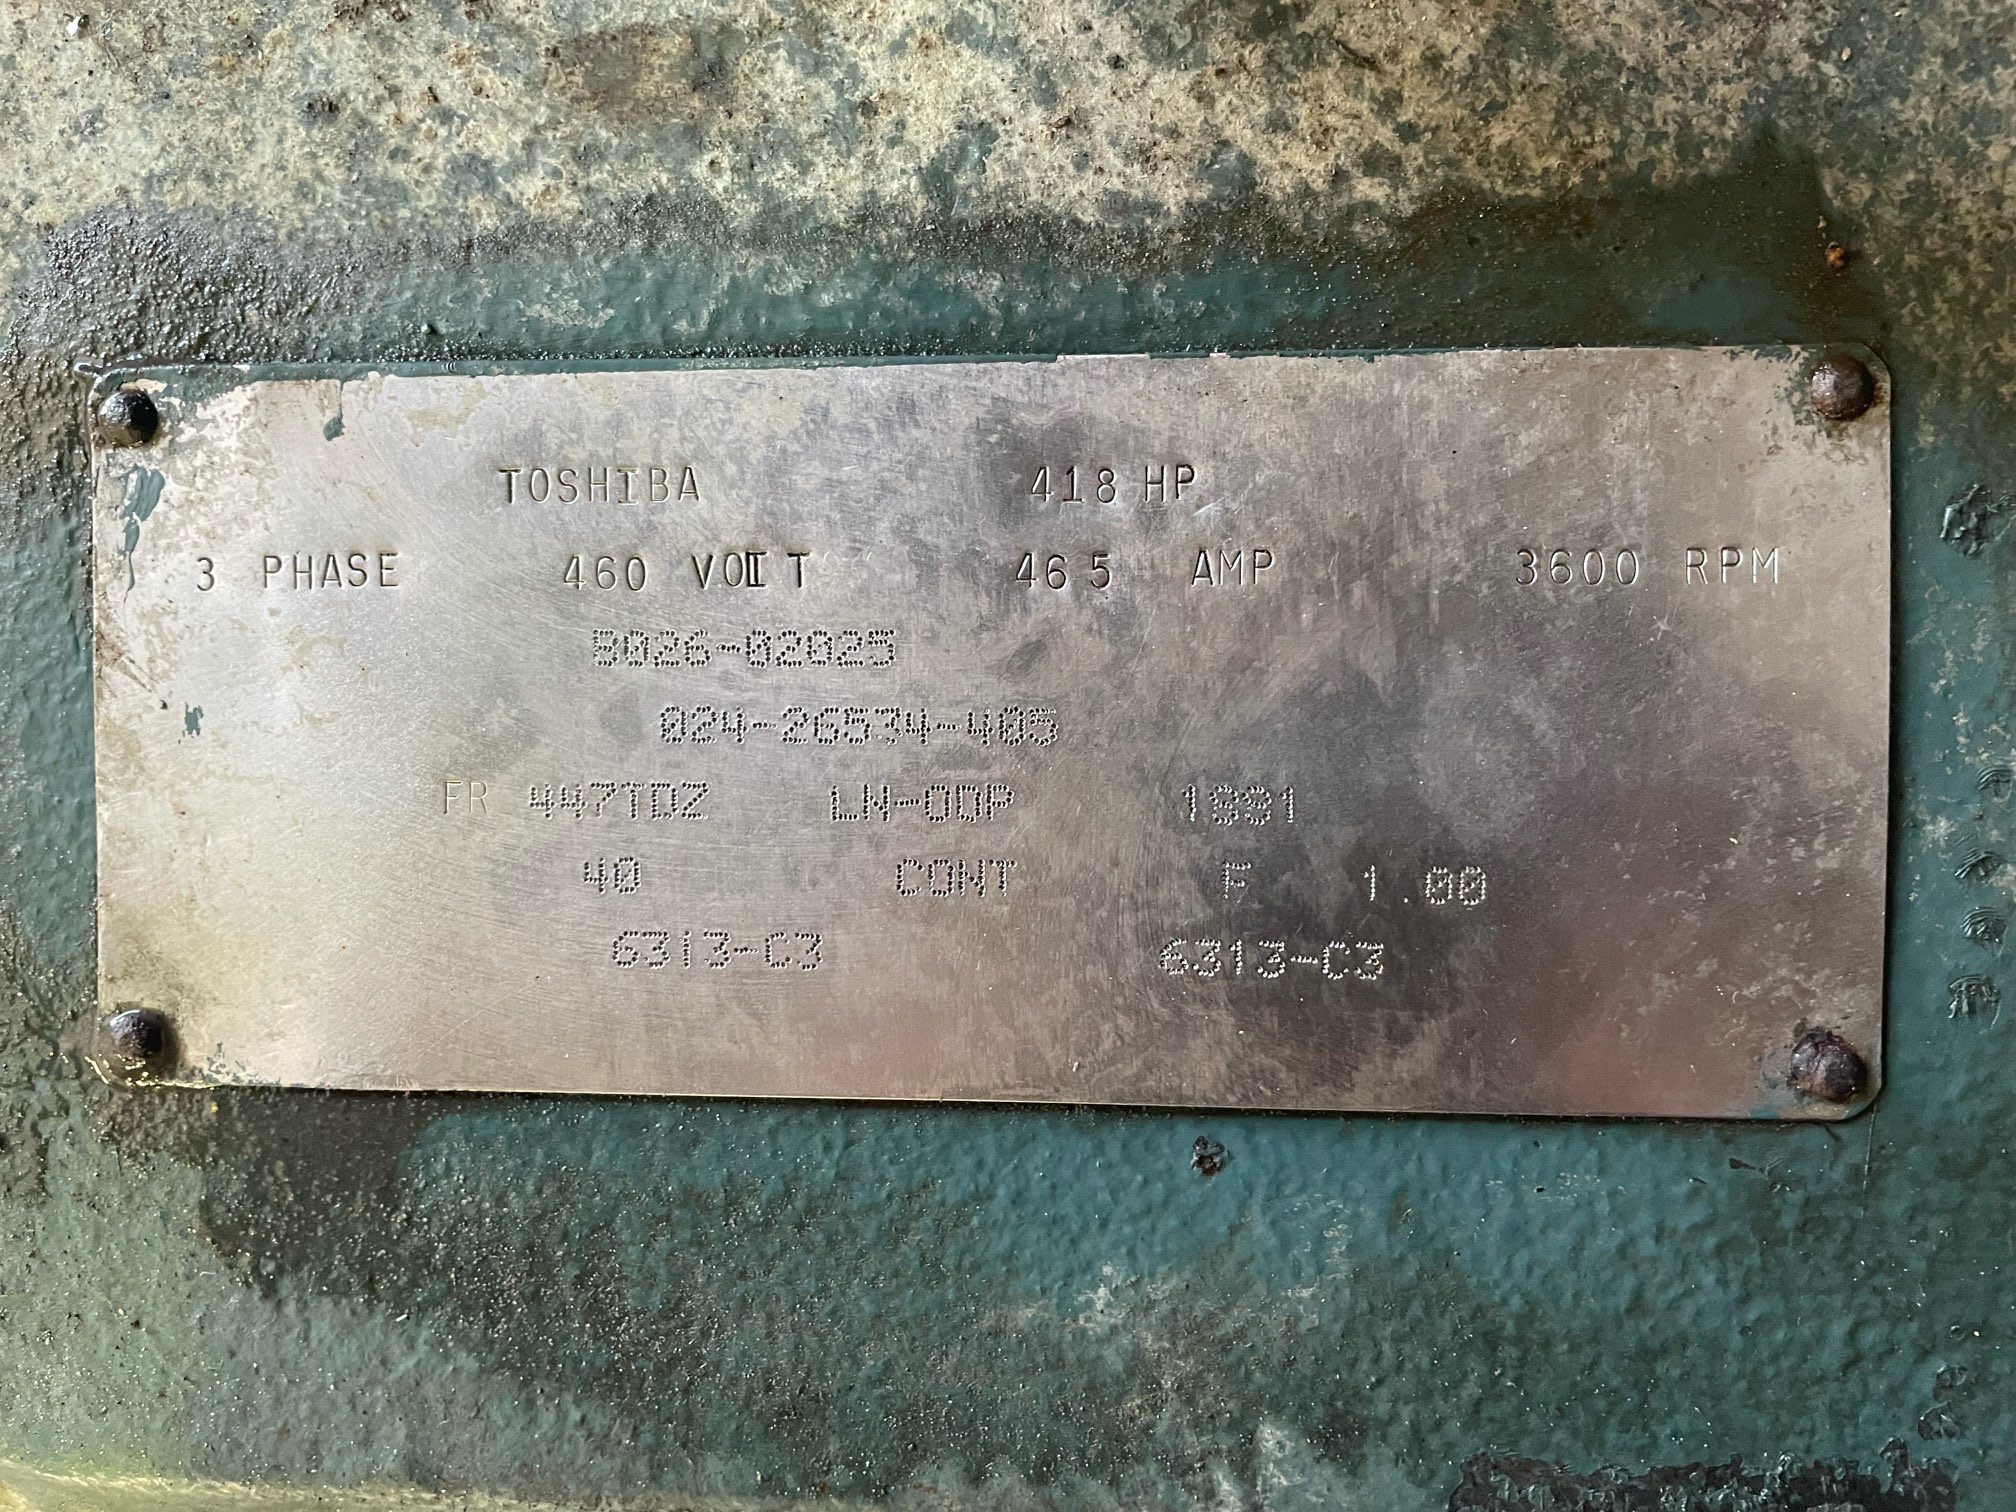 TOSHIBA 418 HP
3 PHASE 460 VOLT 465 AMP 3600 RPM
B026-02025
024-26534-405
FR 447TDZ LN-ODP
40 CONT F 1.00
6313-C3 6313-C3